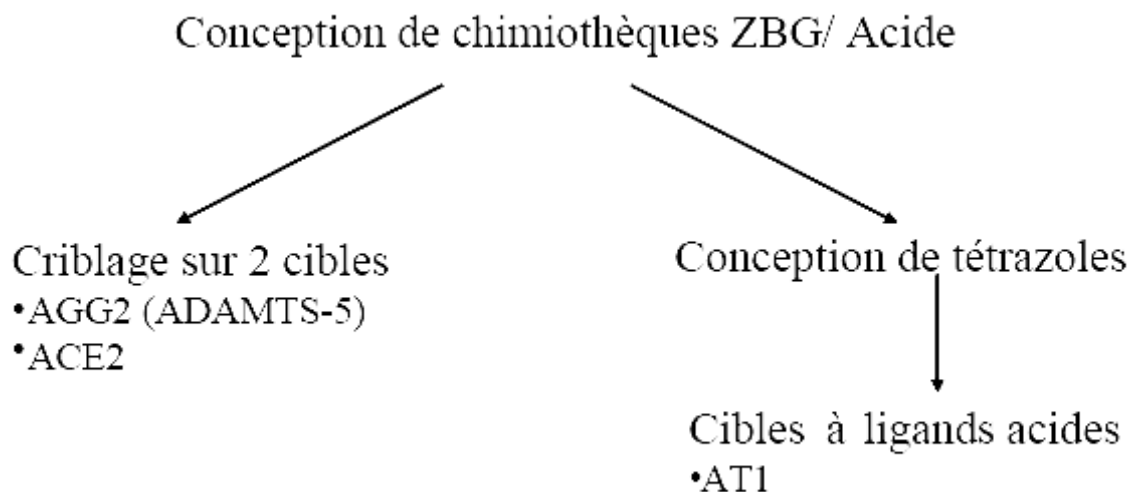 Conception de chimiothèques ZBG/ Acide
Criblage sur 2 cibles
•AGG2 (ADAMTS-5)
•ACE2
Conception de tétrazoles
Cibles à ligands acides
•AT1